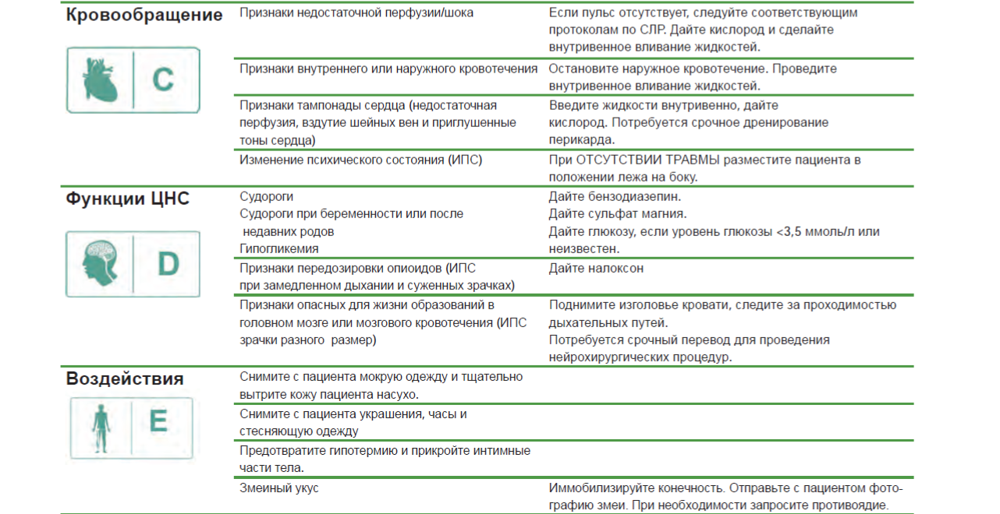 Кровообращение
C
Признаки недостаточной перфузии/шока
Если пульс отсутствует, следуйте соответствующим
протоколам по СЛР. Дайте кислород и сделайте
внутривенное вливание жидкостей.
Признаки внутреннего или наружного кровотечения
Остановите наружное кровотечение. Проведите
внутривенное вливание жидкостей.
Признаки тампонады сердца (недостаточная
перфузия, вздутие шейных вен и приглушенные
тоны сердца)
Введите жидкости внутривенно, дайте
кислород. Потребуется срочное дренирование
перикарда.
Изменение психического состояния (ИПС)
При ОТСУТСТВИИ ТРАВМЫ разместите пациента в
положении лежа на боку.
Функции ЦНС
D
Судороги
Судороги при беременности или после
недавних родов
Гипогликемия
Дайте бензодиазепин.
Дайте сульфат магния.
Дайте глюкозу, если уровень глюкозы <3,5 ммоль/л или
неизвестен.
Признаки передозировки опиоидов (ИПС
при замедленном дыхании и суженных зрачках)
Дайте налоксон
Признаки опасных для жизни образований в
головном мозге или мозгового кровотечения (ИПС
зрачки разного размер)
Поднимите изголовье кровати, следите за проходимостью
дыхательных путей.
Потребуется срочный перевод для проведения
нейрохирургических процедур.
Воздействия
E
Снимите с пациента мокрую одежду и тщательно
вытрите кожу пациента насухо.
Снимите с пациента украшения, часы и
стесняющую одежду
Предотвратите гипотермию и прикройте интимные
части тела.
Змеиный укус
Иммобилизируйте конечность. Отправьте с пациентом фото-
графию змеи. При необходимости запросите противоядие.